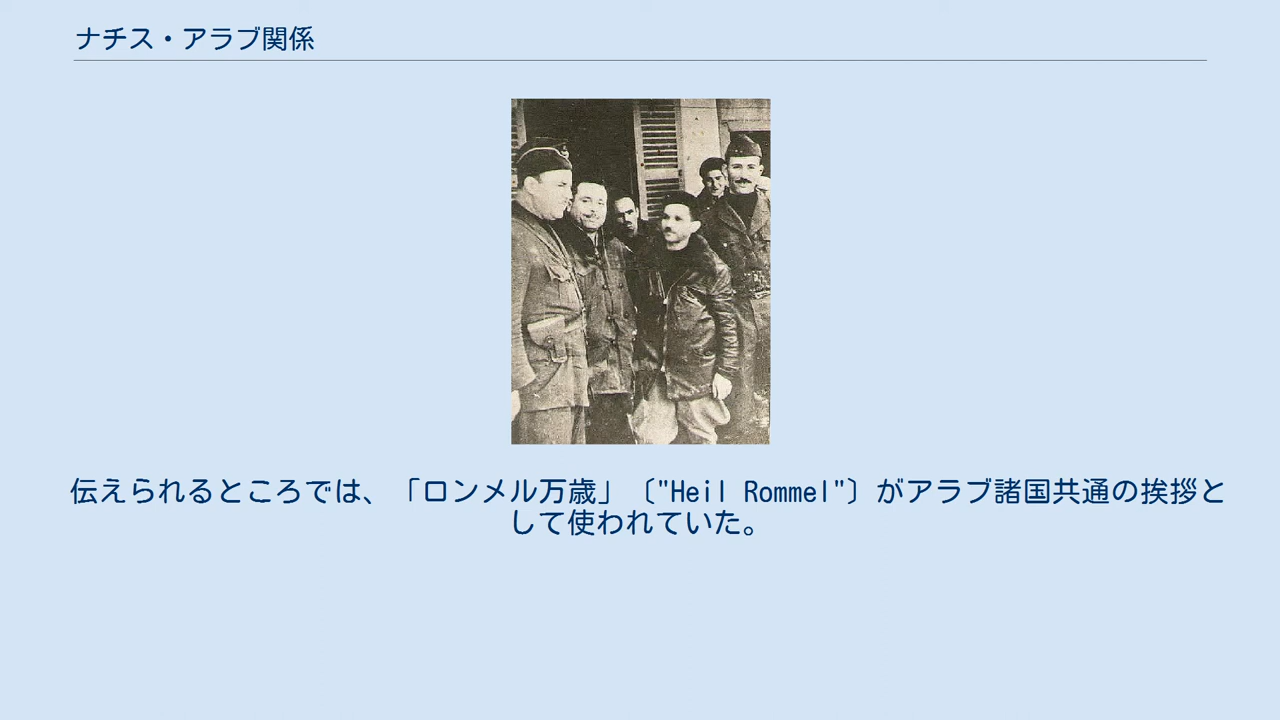 ナチス・アラブ関係
伝えられるところでは、「ロンメル万歳」〔"Heil Rommel"〕がアラブ諸国共通の挨拶と
して使われていた。